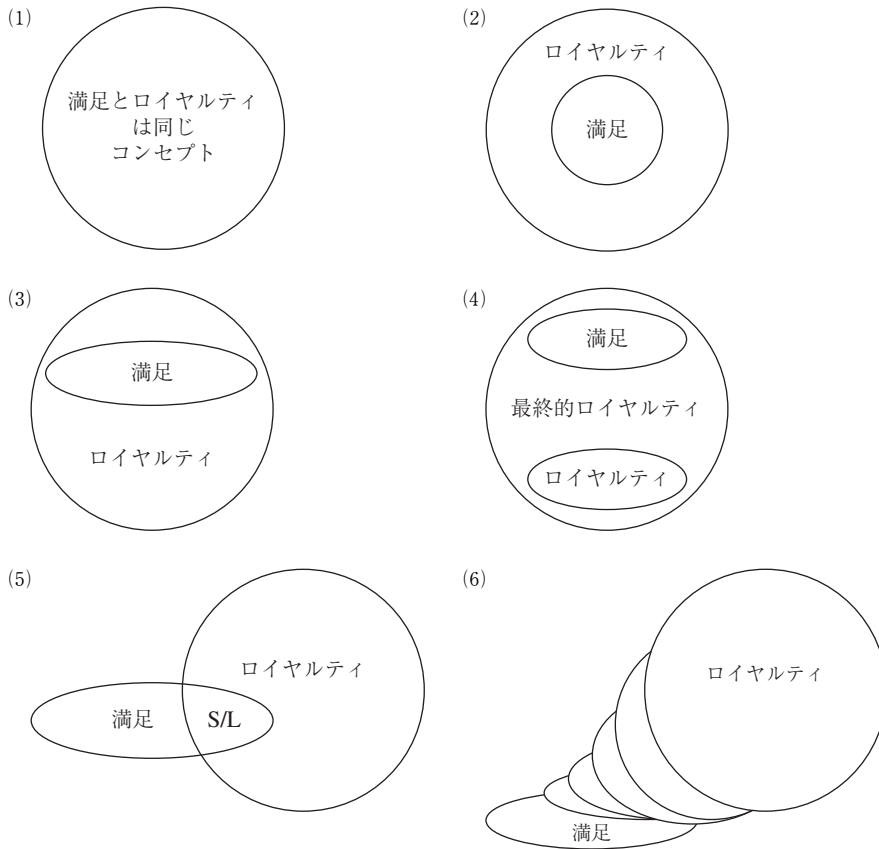 (1)
満足とロイヤルティ
は同じ
コンセプト
(2)
ロイヤルティ
満足
(3)
満足
ロイヤルティ
(4)
満足
最終的ロイヤルティ
ロイヤルティ
(5)
ロイヤルティ
満足
S/L
(6)
ロイヤルティ
満足